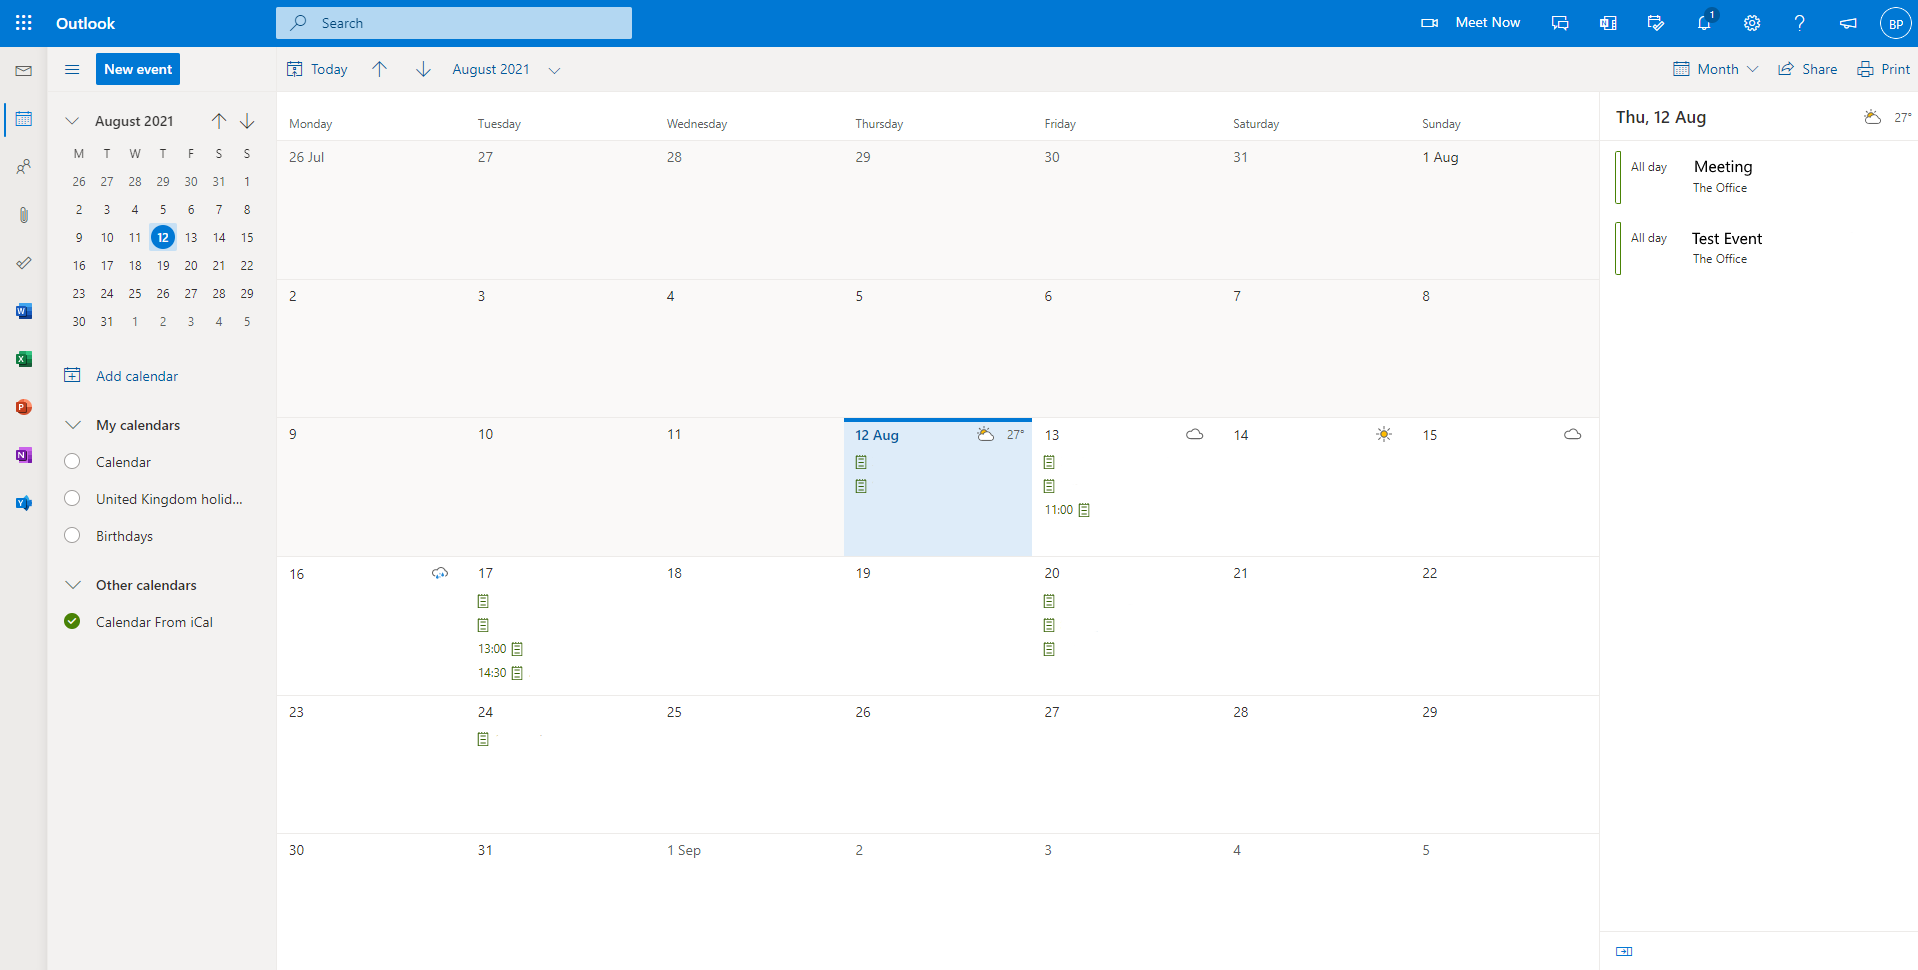 Outlook
Search
Meet Now
1
BP
New event
Today
August 2021
Month
Share
Print
August 2021
M T W T F S S
26 27 28 29 30 31 1
2 3 4 5 6 7 8
9 10 11 12 13 14 15
16 17 18 19 20 21 22
23 24 25 26 27 28 29
30 31 1 2 3 4 5
Add calendar
My calendars
Calendar
United Kingdom holid...
Birthdays
Other calendars
Calendar From iCal
Monday Tuesday Wednesday Thursday Friday Saturday Sunday
26 Jul 27 28 29 30 31 1 Aug
2 3 4 5 6 7 8
9 10 11 12 Aug 27° 13 14 15
11:00
16 17 18 19 20 21 22
13:00
14:30
23 24 25 26 27 28 29
30 31 1 Sep 2 3 4 5
Thu, 12 Aug 27°
All day Meeting
The Office
All day Test Event
The Office